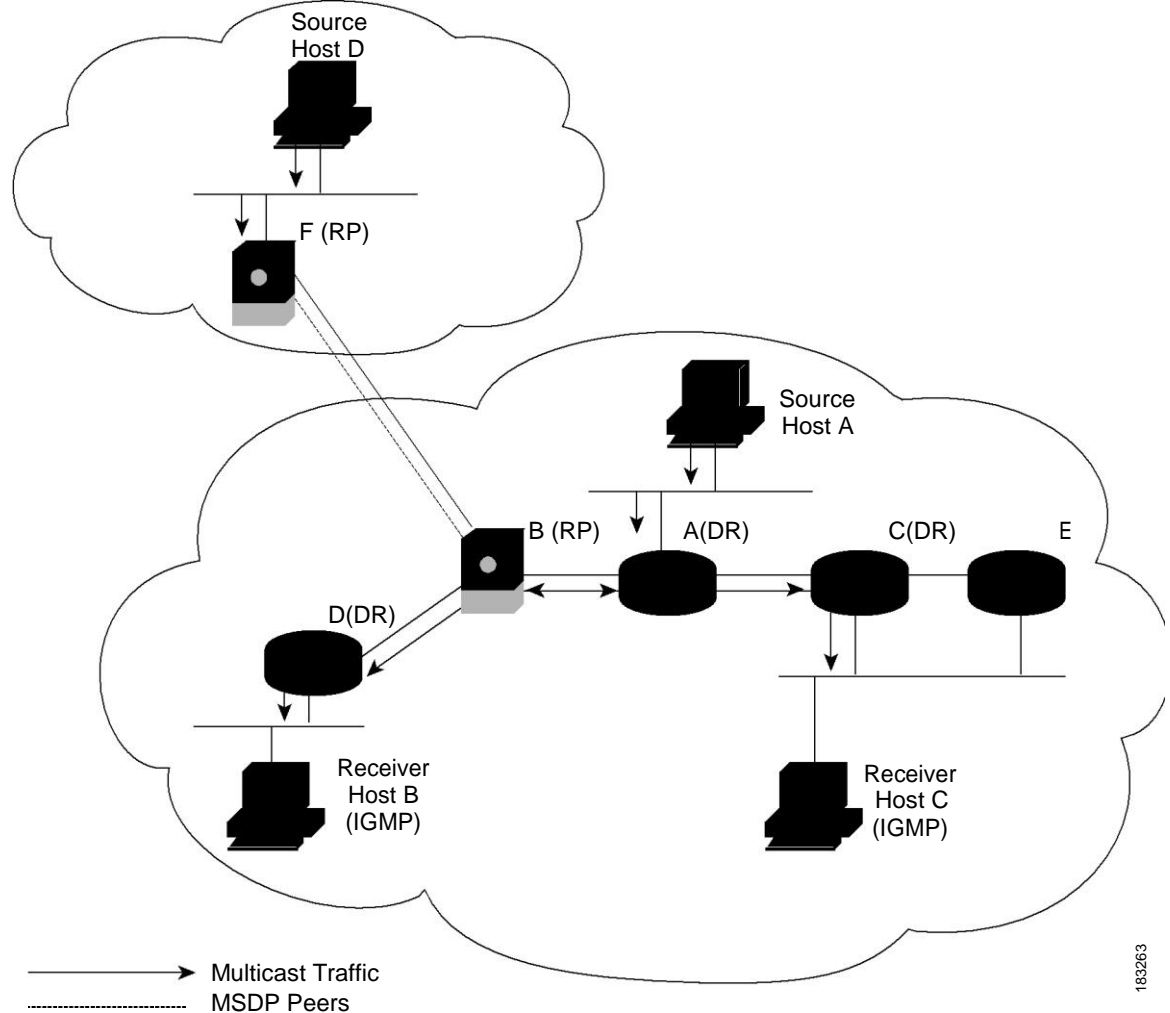 Source
Host D
F (RP)
Source
Host A
B (RP)
A(DR)
C(DR)
E
D(DR)
Receiver
Host B
(IGMP)
Receiver
Host C
(IGMP)
Multicast Traffic
MSDP Peers
183263